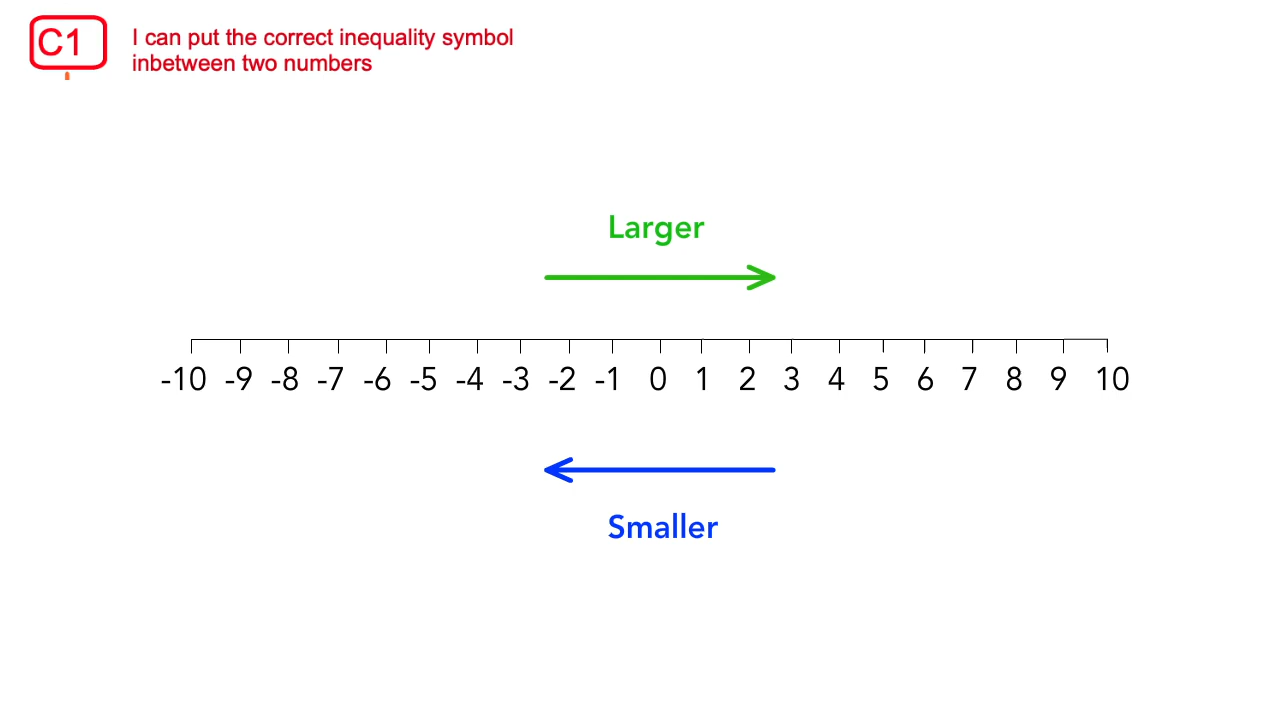 C1
I can put the correct inequality symbol
inbetween two numbers
Larger
-10 -9 -8 -7 -6 -5 -4 -3 -2 -1 0 1 2 3 4 5 6 7 8 9 10
Smaller